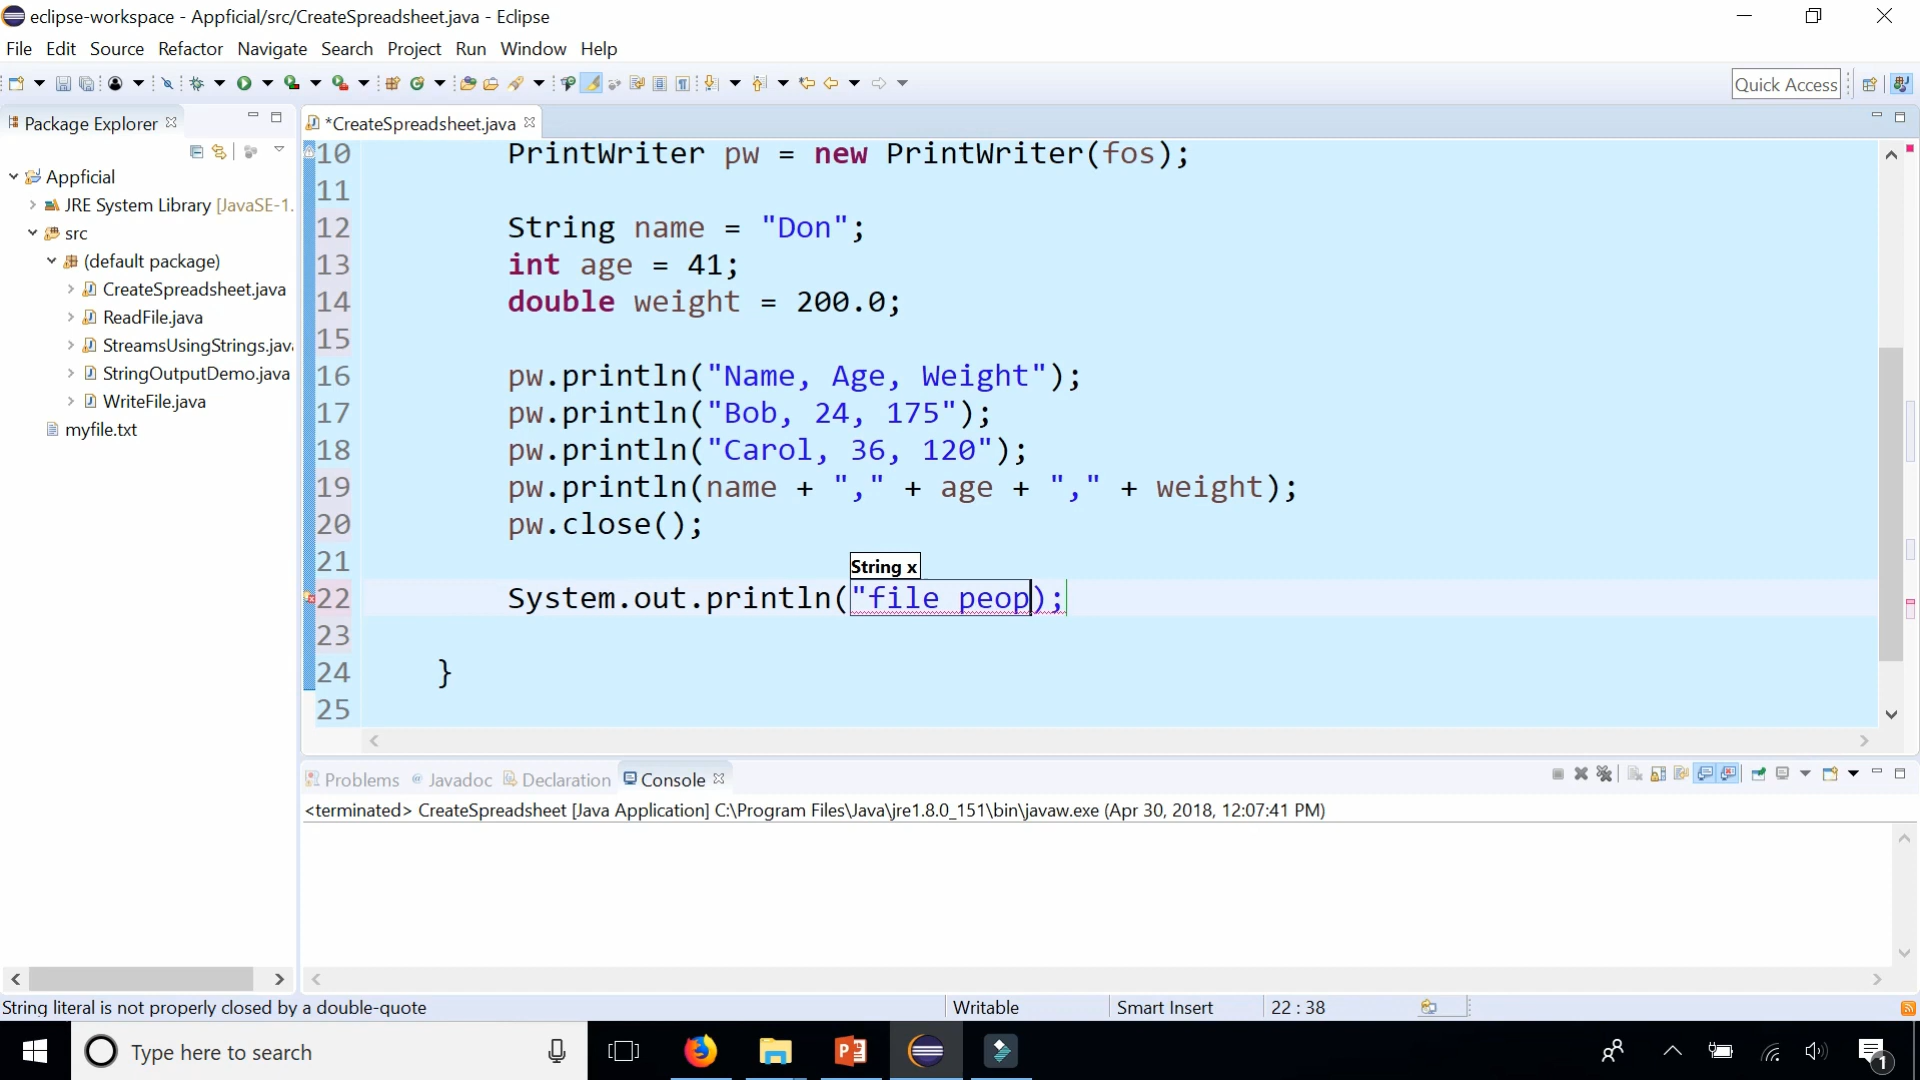 eclipse-workspace - Appficial/src/CreateSpreadsheet.java - Eclipse
File Edit Source Refactor Navigate Search Project Run Window Help
Quick Access
Package Explorer
*CreateSpreadsheet.java
Appficial
JRE System Library [JavaSE-1.
src
(default package)
CreateSpreadsheet.java
ReadFile.java
StreamsUsingStrings.java
StringOutputDemo.java
WriteFile.java
myfile.txt
10 PrintWriter pw = new PrintWriter(fos);
11
12 String name = "Don";
13 int age = 41;
14 double weight = 200.0;
15
16 pw.println("Name, Age, Weight");
17 pw.println("Bob, 24, 175");
18 pw.println("Carol, 36, 120");
19 pw.println(name + "," + age + "," + weight);
20 pw.close();
21
String x
22 System.out.println("file peop);
23
24 }
25
Problems Javadoc Declaration Console
<terminated> CreateSpreadsheet [Java Application] C:\Program Files\Java\jre1.8.0_151\bin\javaw.exe (Apr 30, 2018, 12:07:41 PM)
String literal is not properly closed by a double-quote
Writable
Smart Insert
22 : 38
Type here to search
1